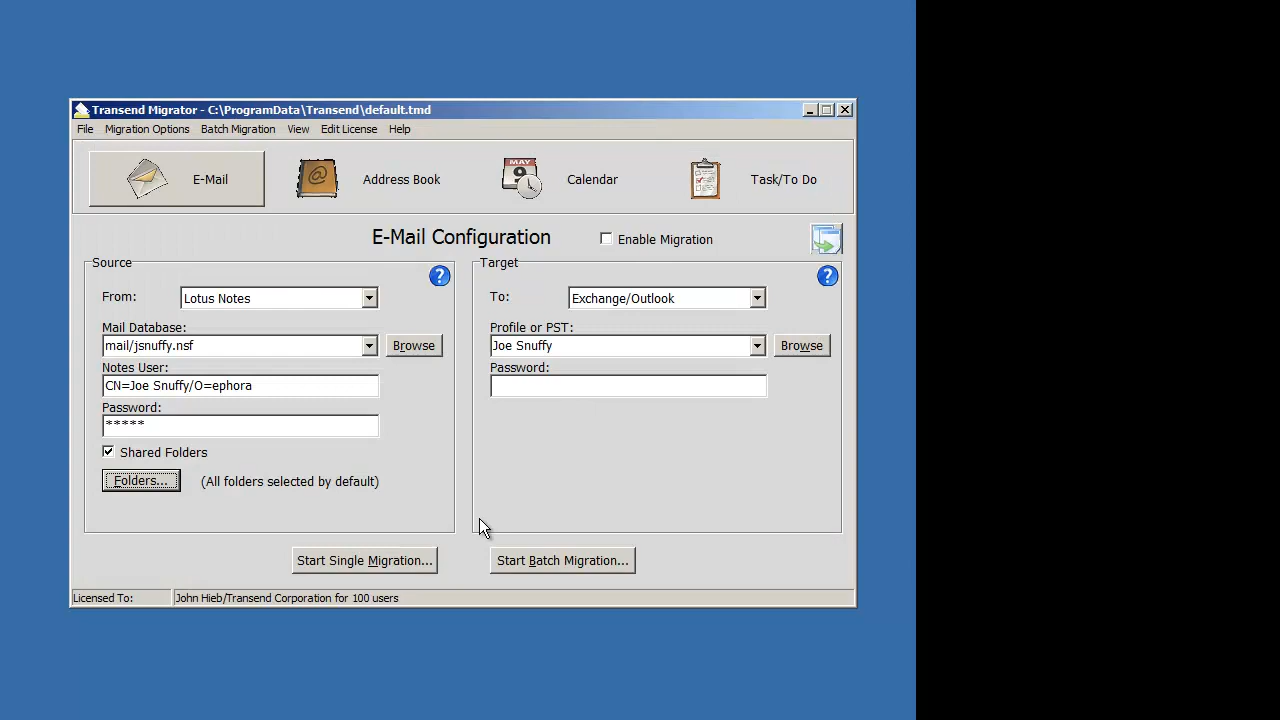 Transend Migrator - C:\ProgramData\Transend\default.tmd
File Migration Options Batch Migration View Edit License Help
E-Mail
@ Address Book
MAY 9 Calendar
Task/To Do
E-Mail Configuration
Enable Migration
Source
?
From: Lotus Notes
Mail Database:
mail/jsnuffy.nsf Browse
Notes User:
CN=Joe Snuffy/O=ephora
Password:
*****
Shared Folders
Folders... (All folders selected by default)
Target
?
To: Exchange/Outlook
Profile or PST:
Joe Snuffy Browse
Password:
Start Single Migration... Start Batch Migration...
Licensed To: John Hieb/Transend Corporation for 100 users